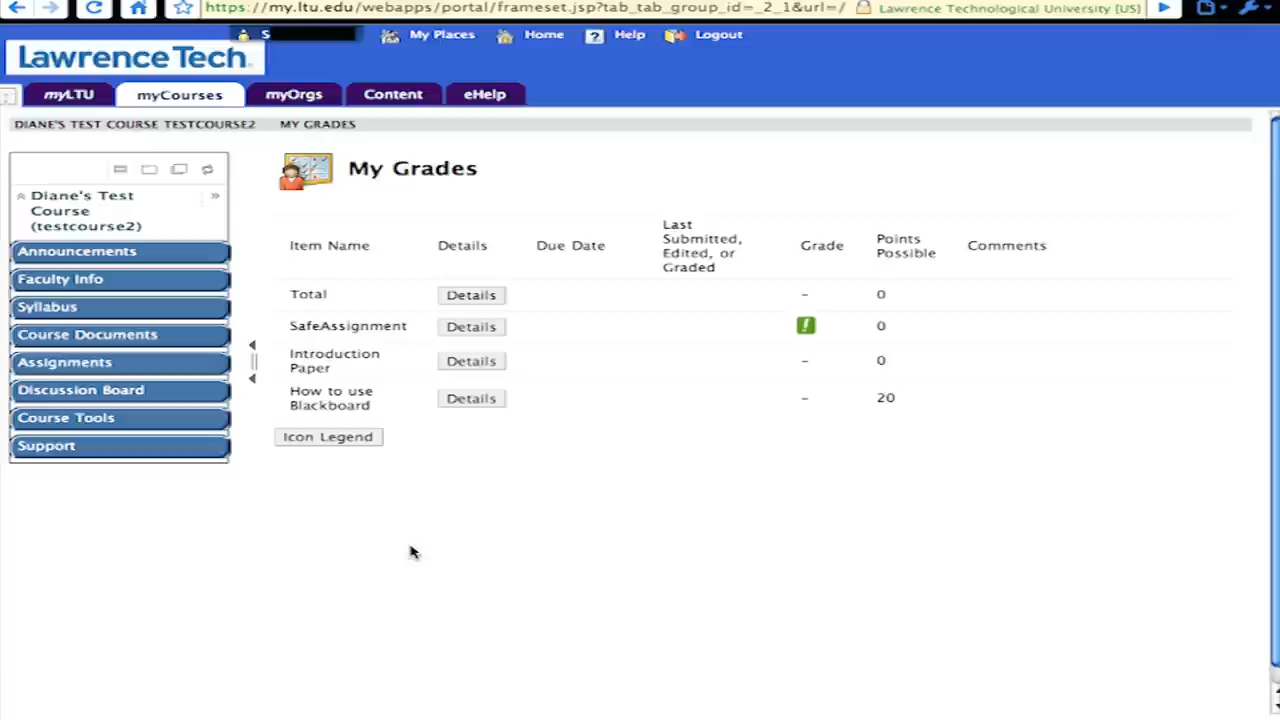 https://my.ltu.edu/webapps/portal/frameset.jsp?tab_tab_group_id=_2_1&url=/ Lawrence Technological University [US]
S My Places Home ? Help Logout
LawrenceTech.
myLTU myCourses myOrgs Content eHelp
DIANE'S TEST COURSE TESTCOURSE2 MY GRADES
My Grades
Diane's Test
Course
(testcourse2)
Announcements
Faculty Info
Syllabus
Course Documents
Assignments
Discussion Board
Course Tools
Support
Item Name Details Due Date Last Submitted, Edited, or Graded Grade Points Possible Comments
Total Details - 0
SafeAssignment Details ! 0
Introduction Paper Details - 0
How to use Blackboard Details - 20
Icon Legend